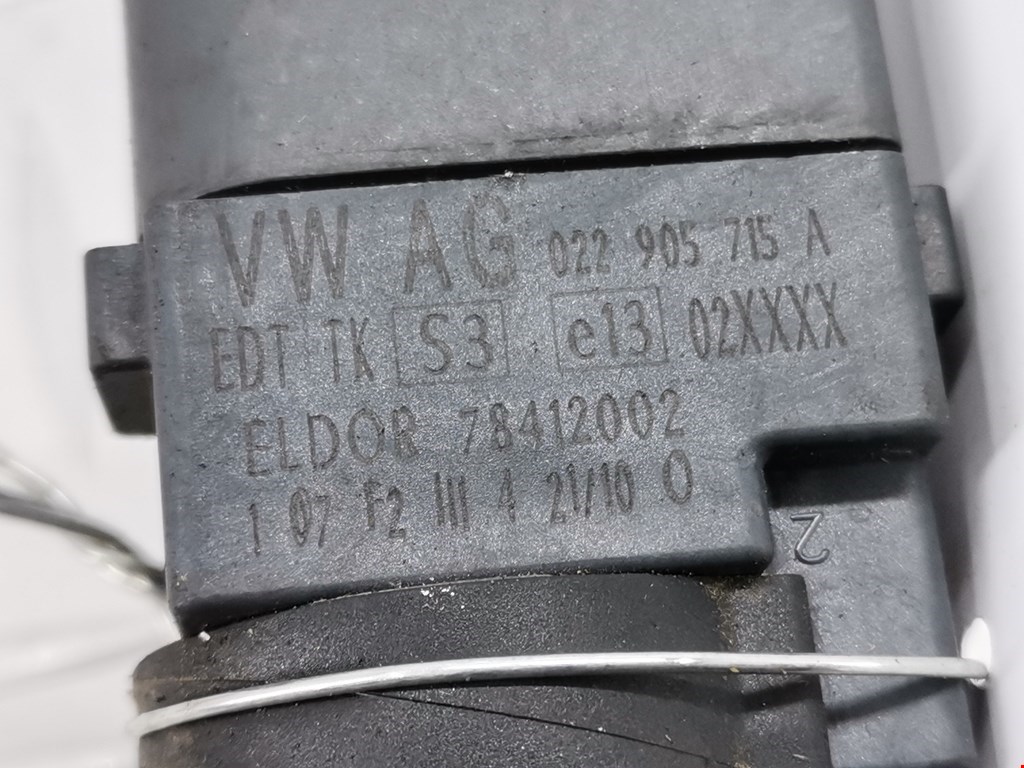 VW AG 022 905 715 A
EDT TK S3 e13 02XXXX
ELDOR 78412002
1 07 F2 III 4 21/10 0
2